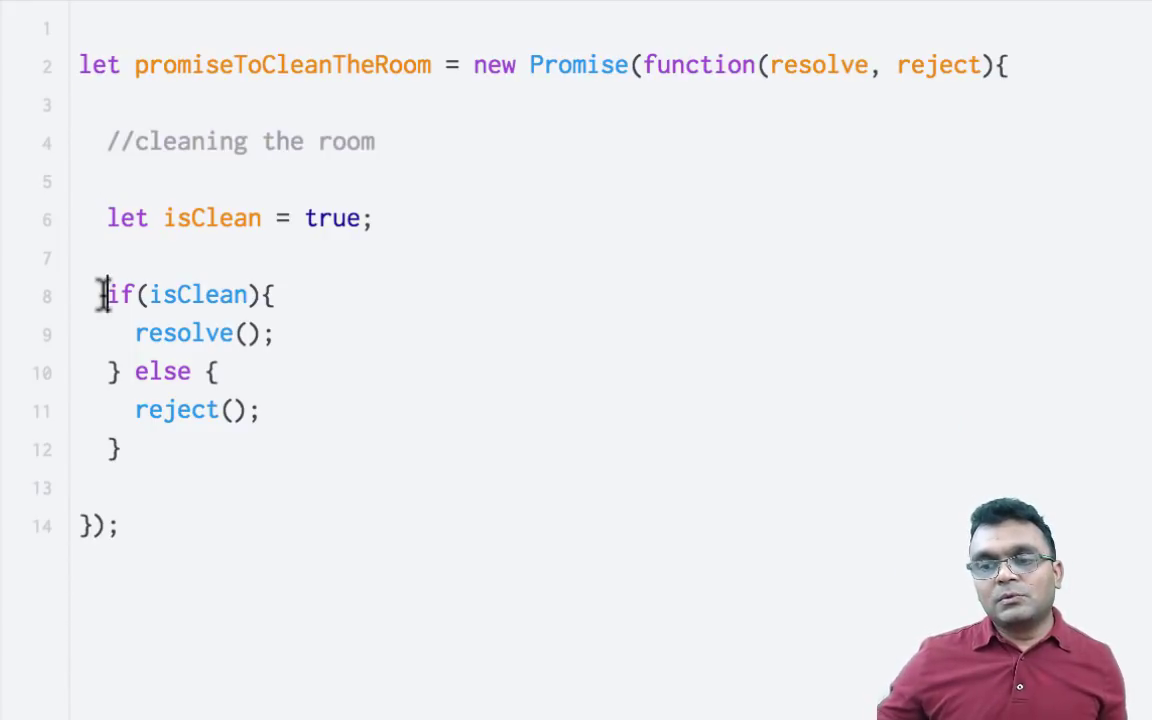 1
2 let promiseToCleanTheRoom = new Promise(function(resolve, reject){
3
4 //cleaning the room
5
6 let isClean = true;
7
8 if(isClean){
9 resolve();
10 } else {
11 reject();
12 }
13
14 });